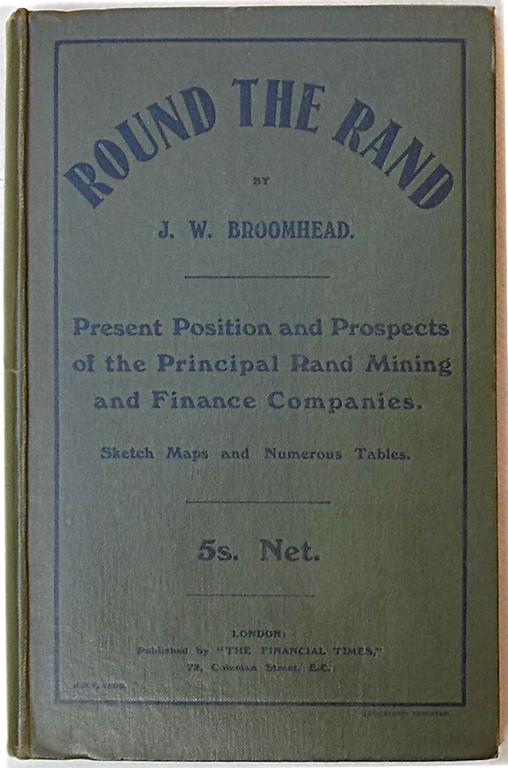 ROUND THE RAND
BY
J. W. BROOMHEAD.
Present Position and Prospects
of the Principal Rand Mining
and Finance Companies.
Sketch Maps and Numerous Tables.
5s. Net.
LONDON:
Published by "THE FINANCIAL TIMES,"
72, Coleman Street, E.C.
RESERVED.